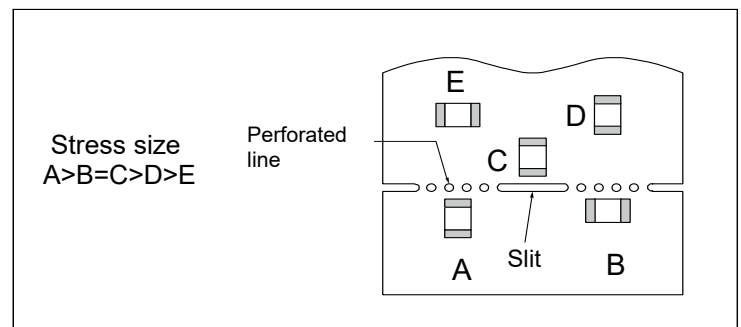 Stress size
A>B=C>D>E
Perforated
line
E
D
C
A
Slit
B